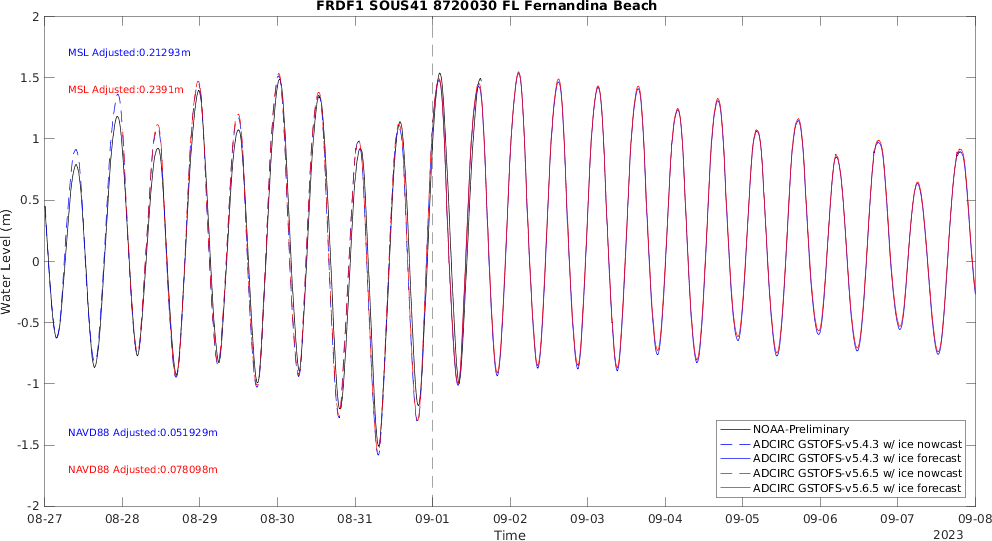 FRDF1 SOUS41 8720030 FL Fernandina Beach
2
1.5
1
0.5
0
-0.5
-1
-1.5
-2
Water Level (m)
MSL Adjusted:0.21293m
MSL Adjusted:0.2391m
NAVD88 Adjusted:0.051929m
NAVD88 Adjusted:0.078098m
NOAA-Preliminary
ADCIRC GSTOFS-v5.4.3 w/ ice nowcast
ADCIRC GSTOFS-v5.4.3 w/ ice forecast
ADCIRC GSTOFS-v5.6.5 w/ ice nowcast
ADCIRC GSTOFS-v5.6.5 w/ ice forecast
08-27 08-28 08-29 08-30 08-31 09-01 09-02 09-03 09-04 09-05 09-06 09-07 09-08
Time
2023